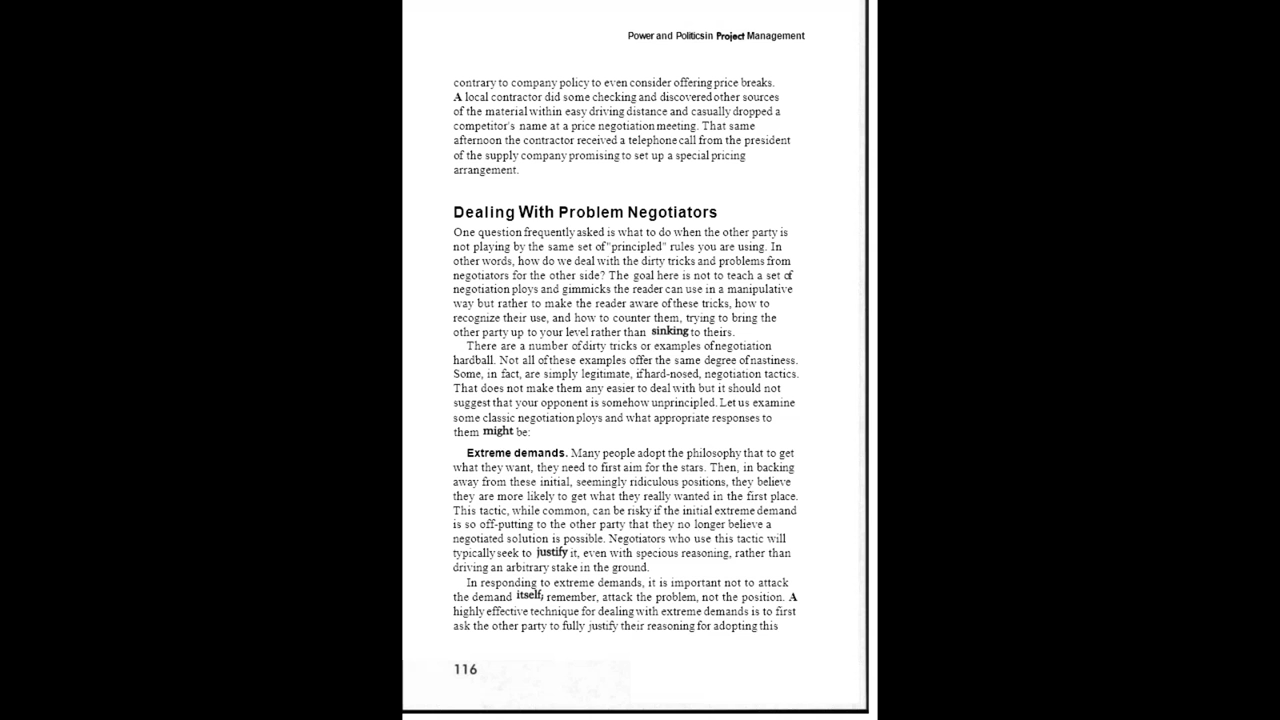 Power and Politicsin Project Management
contrary to company policy to even consider offering price breaks.
A local contractor did some checking and discovered other sources
of the material within easy driving distance and casually dropped a
competitor's name at a price negotiation meeting. That same
afternoon the contractor received a telephone call from the president
of the supply company promising to set up a special pricing
arrangement.
Dealing With Problem Negotiators
One question frequently asked is what to do when the other party is
not playing by the same set of "principled" rules you are using. In
other words, how do we deal with the dirty tricks and problems from
negotiators for the other side? The goal here is not to teach a set of
negotiation ploys and gimmicks the reader can use in a manipulative
way but rather to make the reader aware of these tricks, how to
recognize their use, and how to counter them, trying to bring the
other party up to your level rather than sinking to theirs.
There are a number of dirty tricks or examples of negotiation
hardball. Not all of these examples offer the same degree of nastiness.
Some, in fact, are simply legitimate, if hard-nosed, negotiation tactics.
That does not make them any easier to deal with but it should not
suggest that your opponent is somehow unprincipled. Let us examine
some classic negotiation ploys and what appropriate responses to
them might be:
Extreme demands. Many people adopt the philosophy that to get
what they want, they need to first aim for the stars. Then, in backing
away from these initial, seemingly ridiculous positions, they believe
they are more likely to get what they really wanted in the first place.
This tactic, while common, can be risky if the initial extreme demand
is so off-putting to the other party that they no longer believe a
negotiated solution is possible. Negotiators who use this tactic will
typically seek to justify it, even with specious reasoning, rather than
driving an arbitrary stake in the ground.
In responding to extreme demands, it is important not to attack
the demand itself; remember, attack the problem, not the position. A
highly effective technique for dealing with extreme demands is to first
ask the other party to fully justify their reasoning for adopting this
116